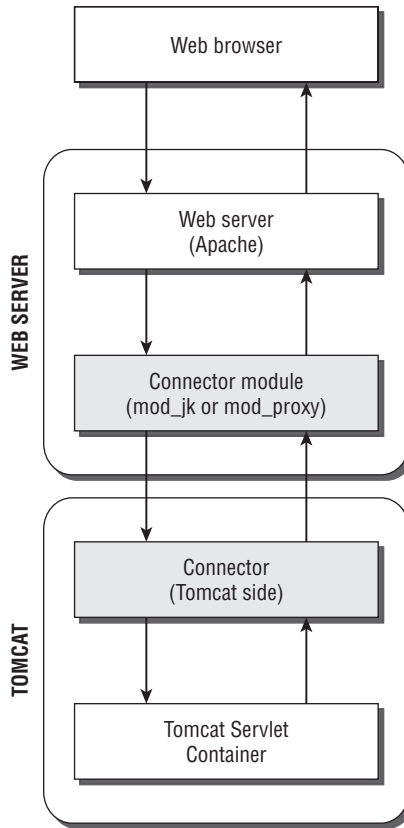 Web browser
WEB SERVER
Web server
(Apache)
Connector module
(mod_jk or mod_proxy)
TOMCAT
Connector
(Tomcat side)
Tomcat Servlet
Container